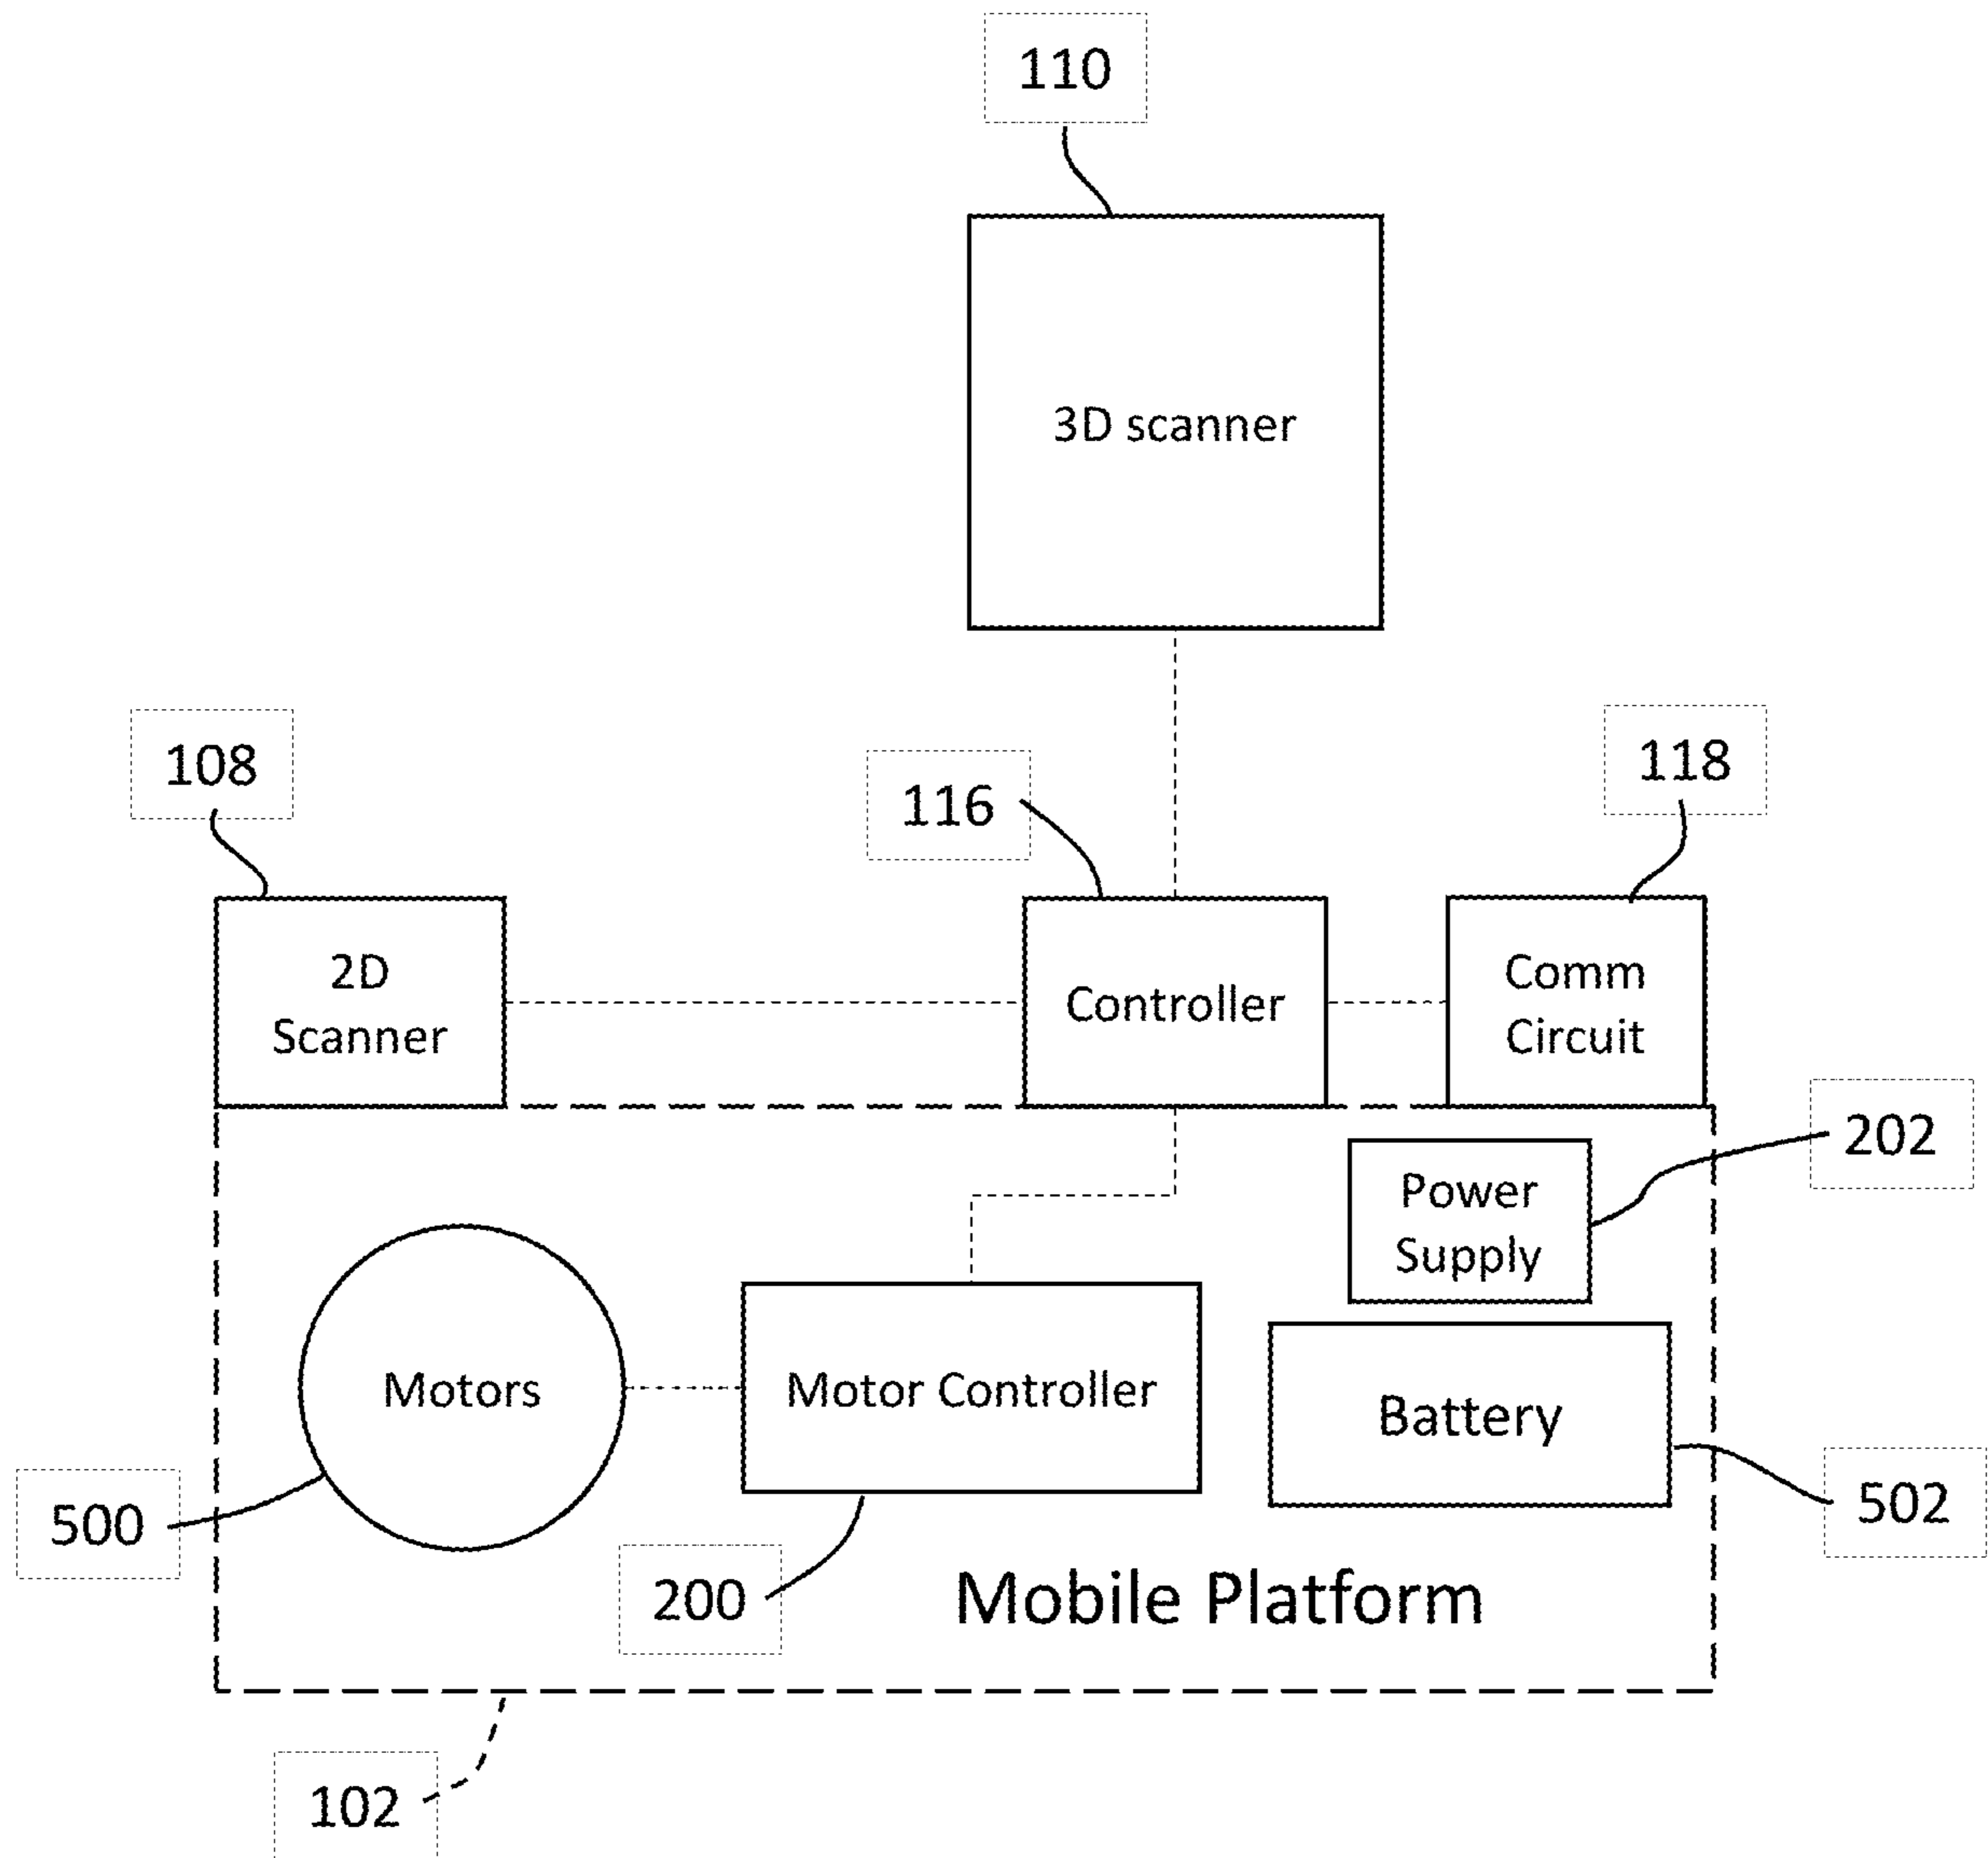 110
3D scanner
108
116
118
2D
Scanner
Controller
Comm
Circuit
202
Power
Supply
Motors
Motor Controller
Battery
500
200
502
Mobile Platform
102